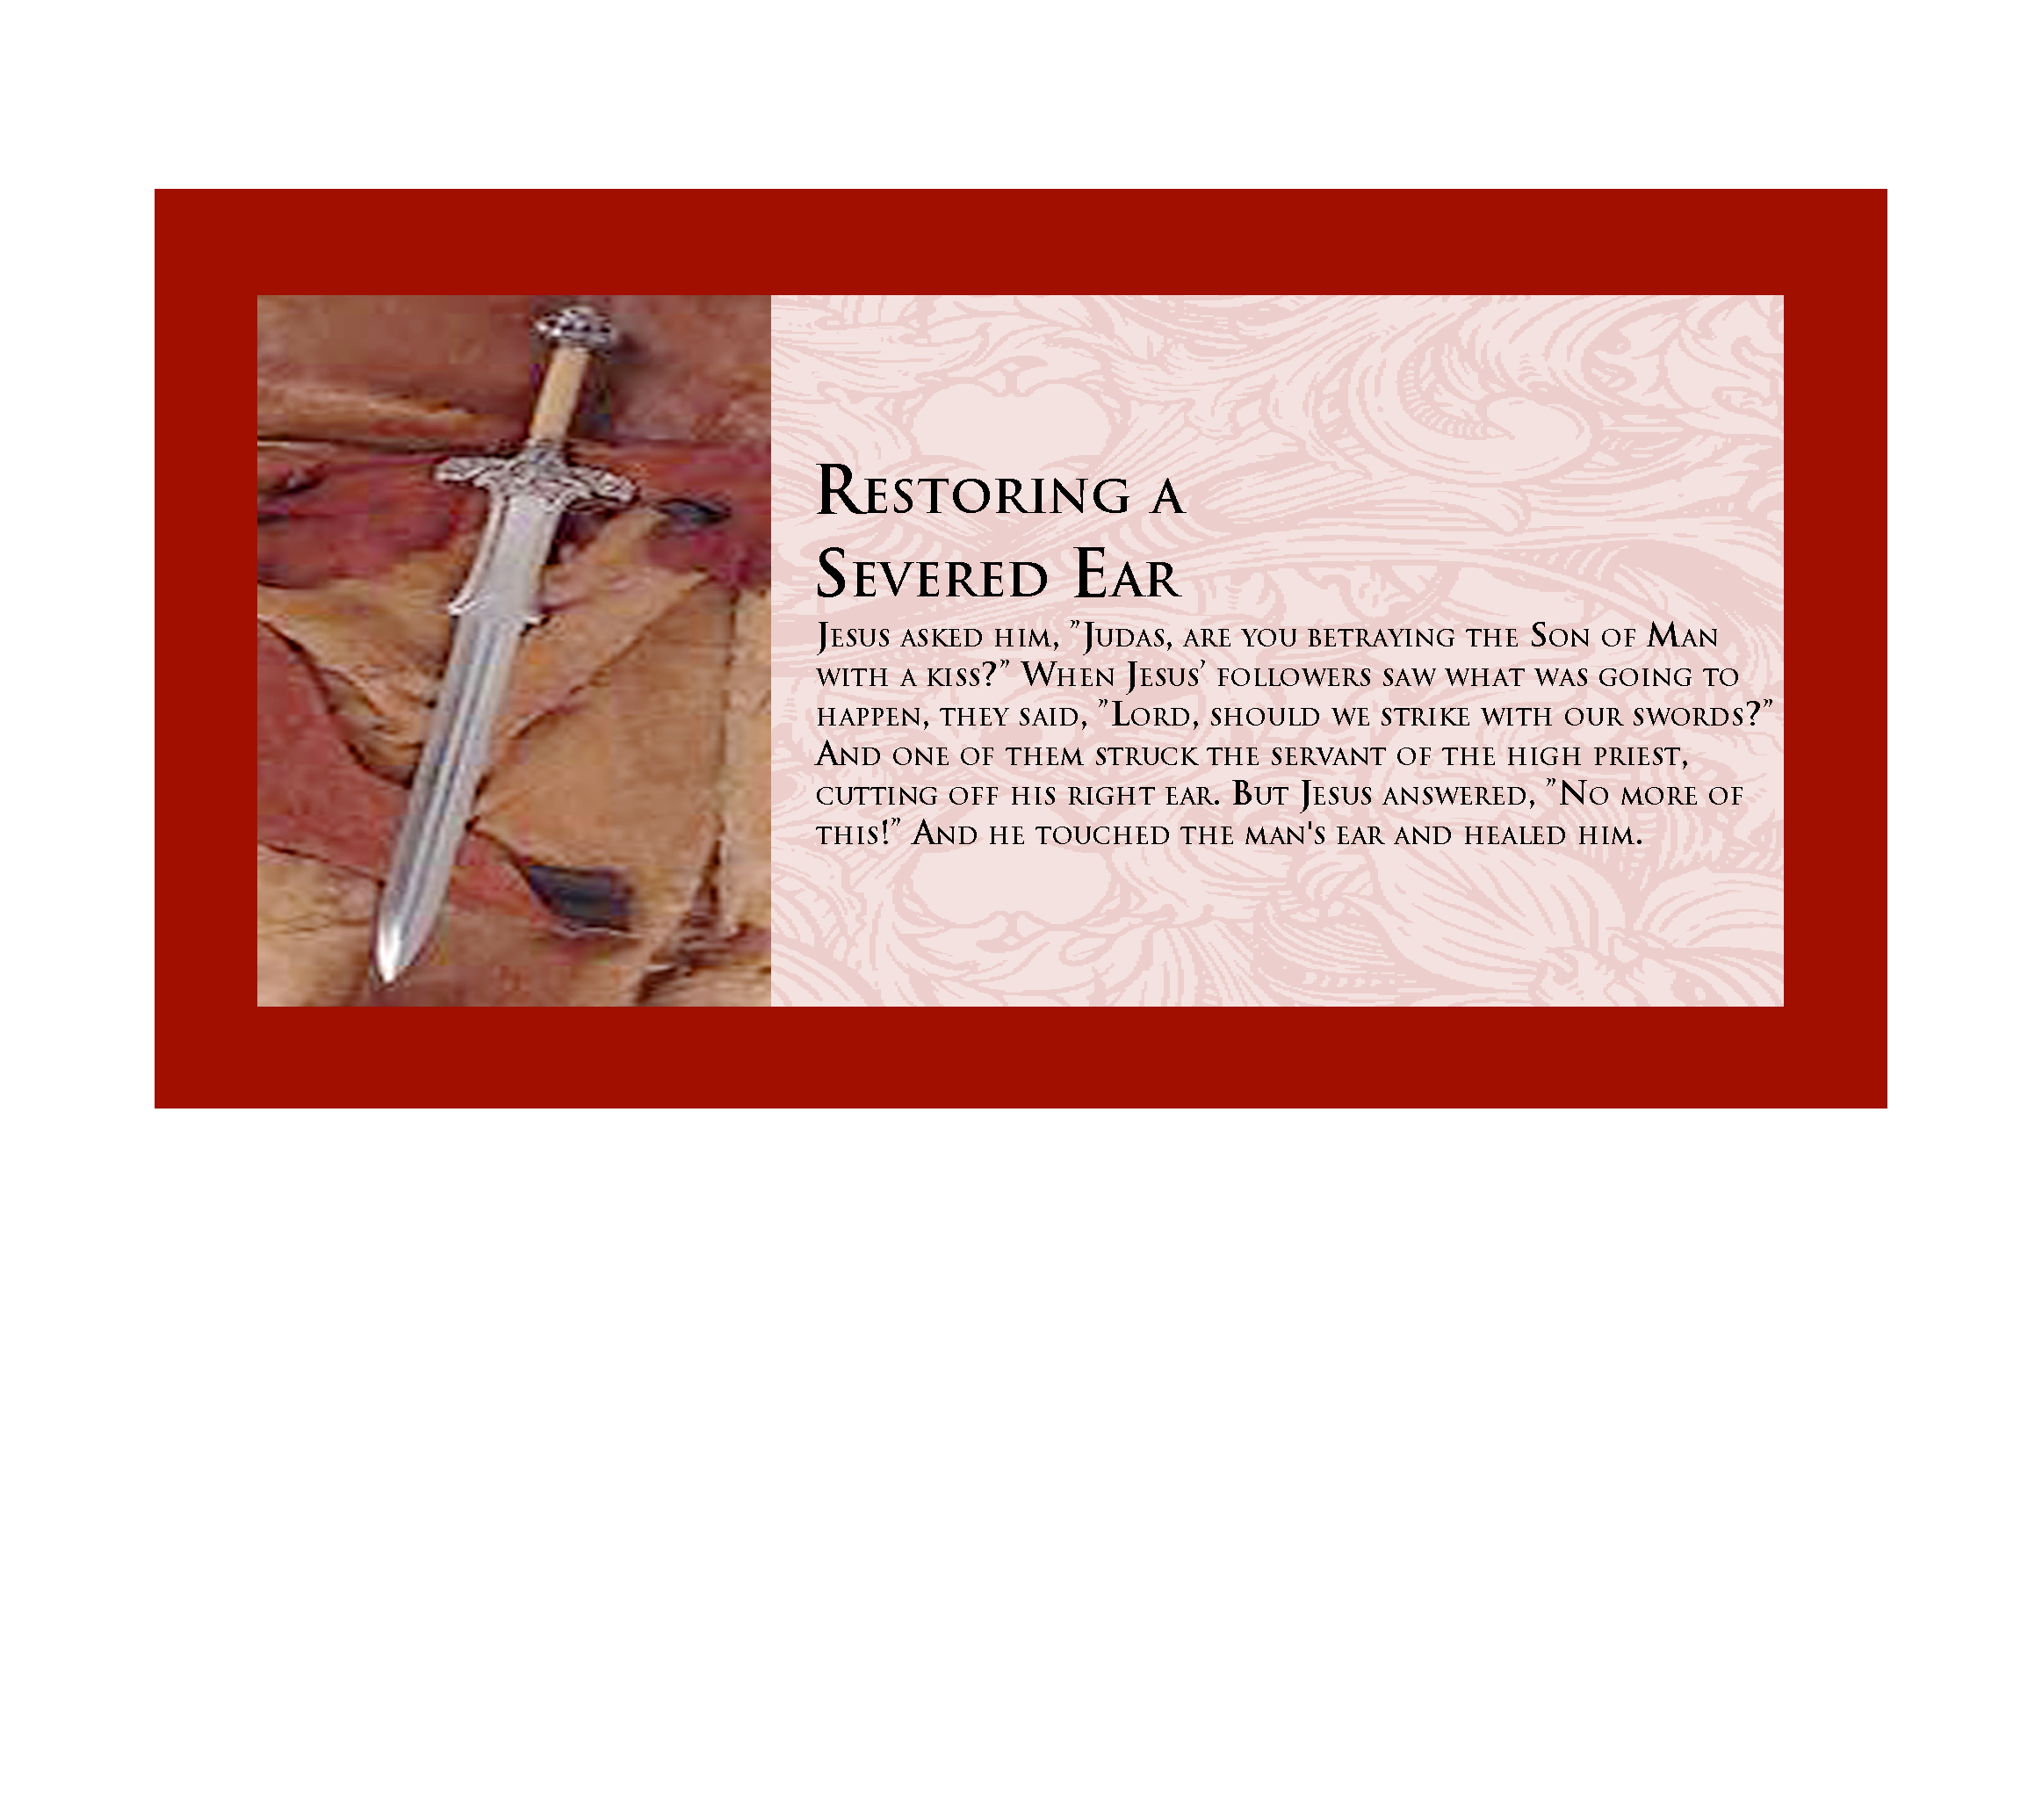 Restoring a
Severed Ear
Jesus asked him, ”Judas, are you betraying the Son of Man
with a kiss?” When Jesus’ followers saw what was going to
happen, they said, ”Lord, should we strike with our swords?”
And one of them struck the servant of the high priest,
cutting off his right ear. But Jesus answered, ”No more of
this!” And he touched the man's ear and healed him.